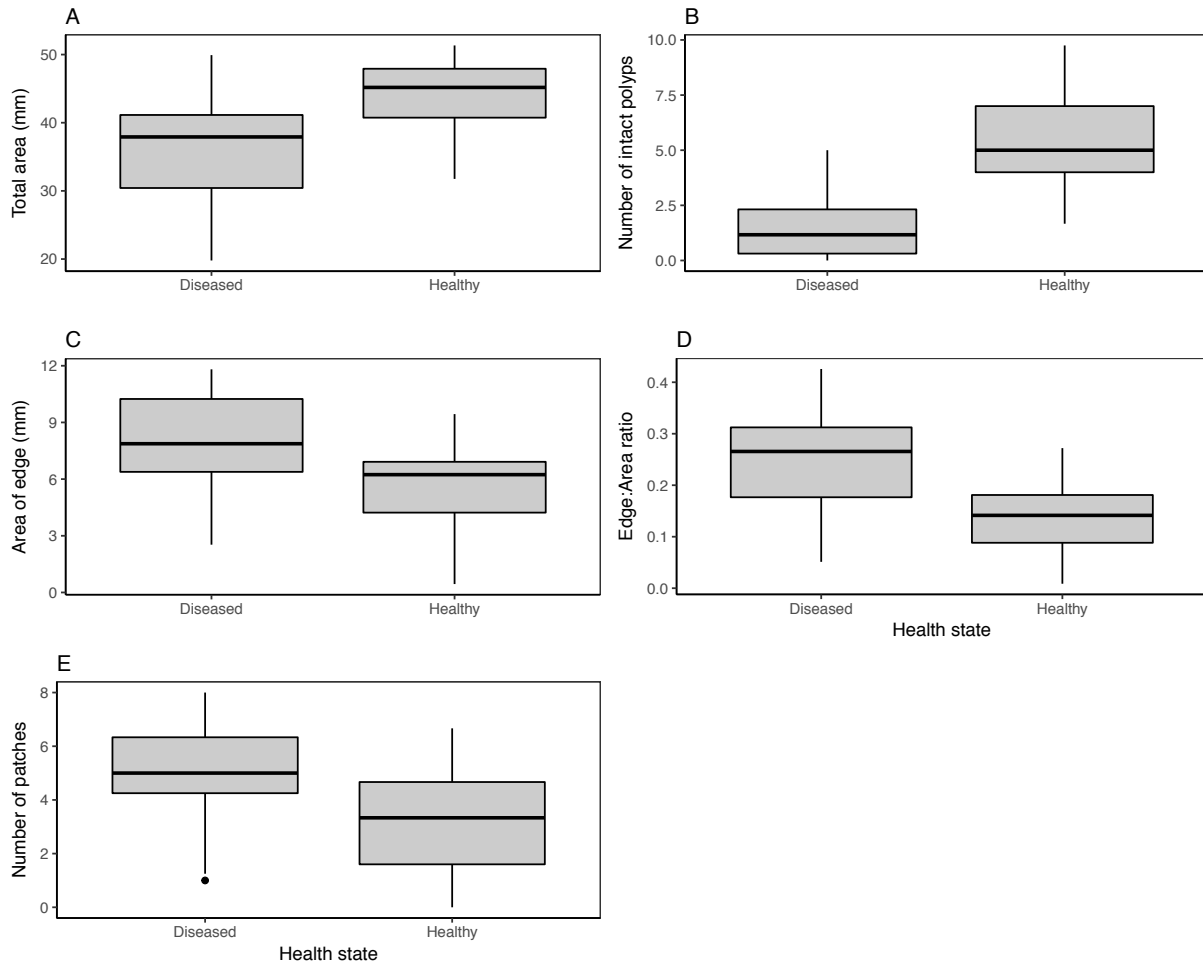 A
Total area (mm)
50
40
30
20
Diseased
Healthy
B
Number of intact polyps
10.0
7.5
5.0
2.5
0.0
Diseased
Healthy
C
Area of edge (mm)
12
9
6
3
0
Diseased
Healthy
D
Edge:Area ratio
0.4
0.3
0.2
0.1
0.0
Diseased
Healthy
Health state
E
Number of patches
8
6
4
2
0
Diseased
Healthy
Health state